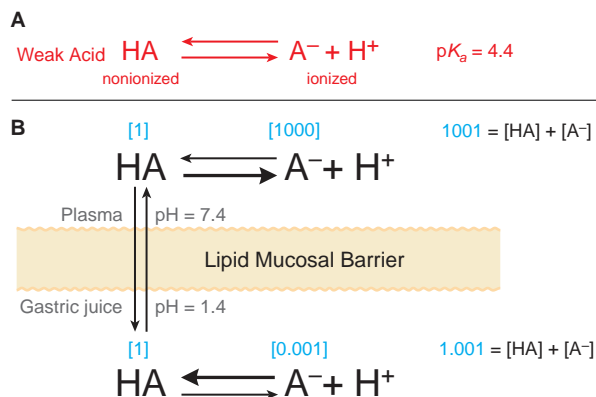 A
Weak Acid HA A⁻ + H⁺ pKₐ = 4.4
nonionized ionized
B
[1] [1000] 1001 = [HA] + [A⁻]
HA A⁻ + H⁺
Plasma pH = 7.4
Lipid Mucosal Barrier
Gastric juice pH = 1.4
[1] [0.001] 1.001 = [HA] + [A⁻]
HA A⁻ + H⁺